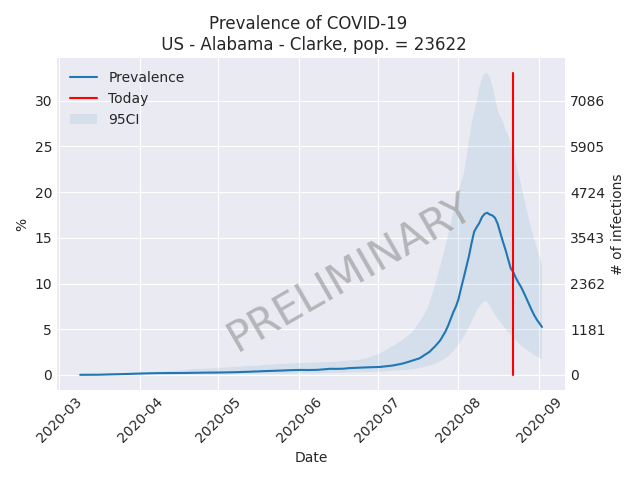 Prevalence of COVID-19
US - Alabama - Clarke, pop. = 23622
Prevalence
Today
95CI
PRELIMINARY
%
30
25
20
15
10
5
0
7086
5905
4724
3543
2362
1181
0
# of infections
2020-03
2020-04
2020-05
2020-06
2020-07
2020-08
2020-09
Date